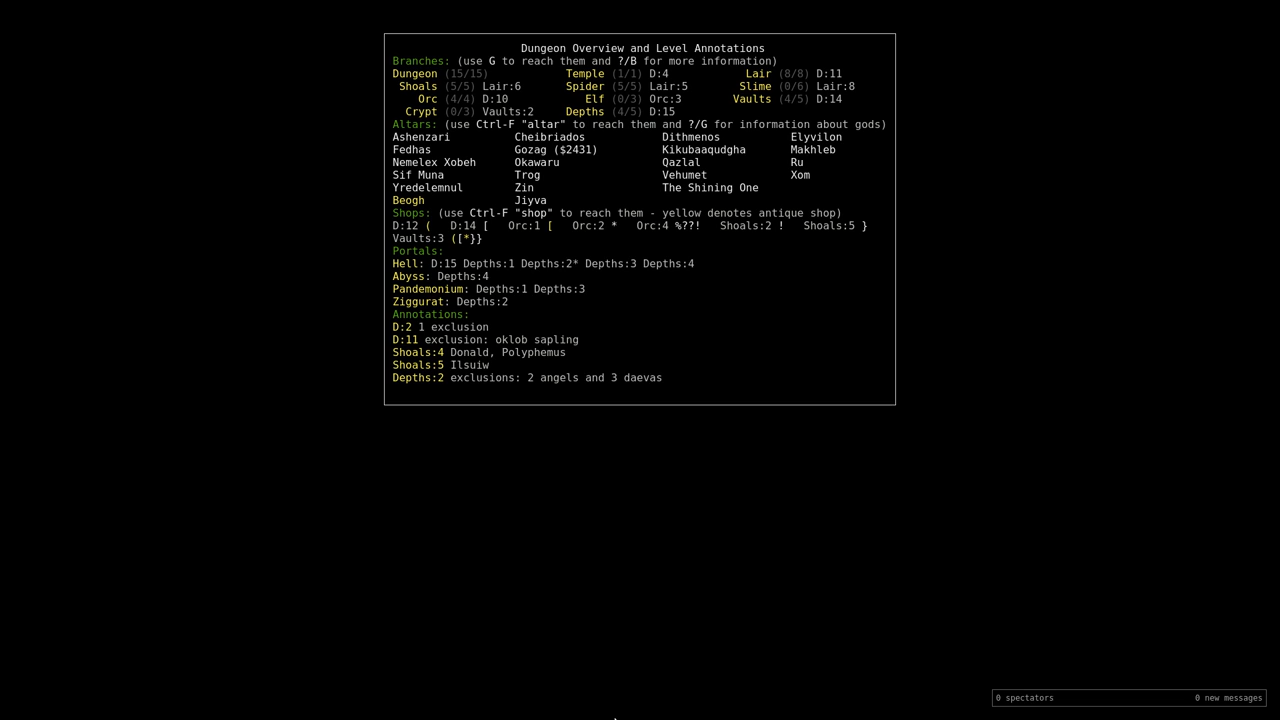 Dungeon Overview and Level Annotations
Branches: (use G to reach them and ?/B for more information)
Dungeon (15/15) Temple (1/1) D:4 Lair (8/8) D:11
Shoals (5/5) Lair:6 Spider (5/5) Lair:5 Slime (0/6) Lair:8
Orc (4/4) D:10 Elf (0/3) Orc:3 Vaults (4/5) D:14
Crypt (0/3) Vaults:2 Depths (4/5) D:15
Altars: (use Ctrl-F "altar" to reach them and ?/G for information about gods)
Ashenzari Cheibriados Dithmenos Elyvilon
Fedhas Gozag ($2431) Kikubaaqudgha Makhleb
Nemelex Xobeh Okawaru Qazlal Ru
Sif Muna Trog Vehumet Xom
Yredelemnul Zin The Shining One
Beogh Jiyva
Shops: (use Ctrl-F "shop" to reach them - yellow denotes antique shop)
D:12 ( D:14 [ Orc:1 [ Orc:2 * Orc:4 %??! Shoals:2 ! Shoals:5 }
Vaults:3 ([*}}
Portals:
Hell: D:15 Depths:1 Depths:2* Depths:3 Depths:4
Abyss: Depths:4
Pandemonium: Depths:1 Depths:3
Ziggurat: Depths:2
Annotations:
D:2 1 exclusion
D:11 exclusion: oklob sapling
Shoals:4 Donald, Polyphemus
Shoals:5 Ilsuiw
Depths:2 exclusions: 2 angels and 3 daevas
0 spectators 0 new messages